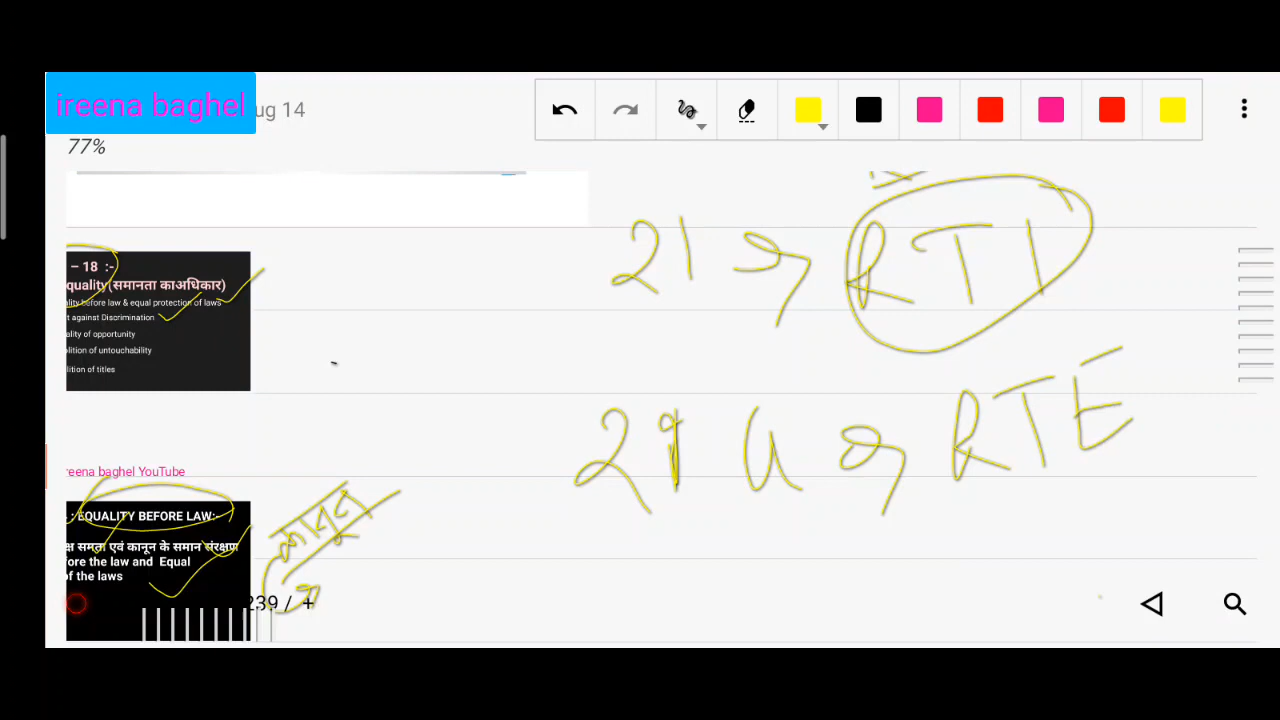 ireena baghel
ug 14
77%
21 → RTI
– 18 :-
quality (समानता काअधिकार)
ality before law & equal protection of laws
t against Discrimination
ality of opportunity
olition of untouchability
lition of titles
21 a → RTE
reena baghel YouTube
: EQUALITY BEFORE LAW:-
कानून
क्ष समता एवं कानून के समान संरक्षण
fore the law and Equal
of the laws
239 / +